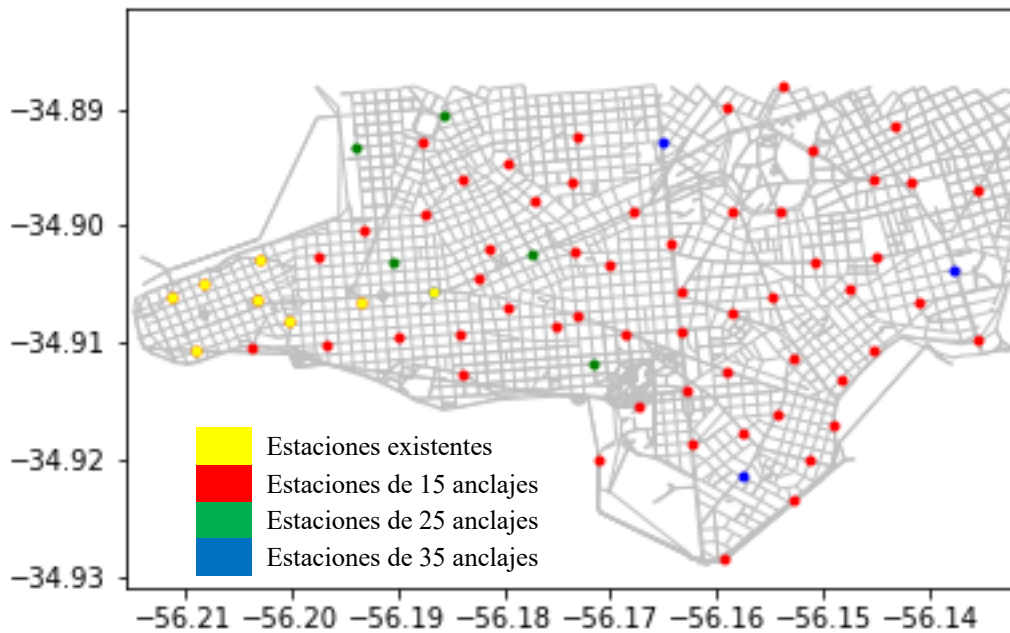 −34.89
−34.90
−34.91
−34.92
−34.93
Estaciones existentes
Estaciones de 15 anclajes
Estaciones de 25 anclajes
Estaciones de 35 anclajes
−56.21 −56.20 −56.19 −56.18 −56.17 −56.16 −56.15 −56.14